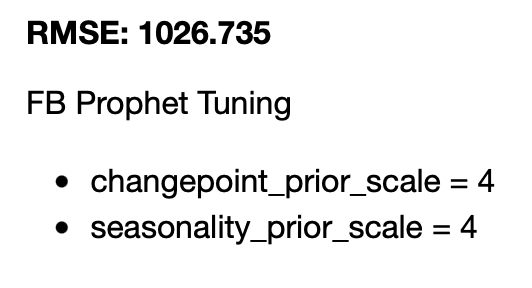 RMSE: 1026.735
FB Prophet Tuning
• changepoint_prior_scale = 4
• seasonality_prior_scale = 4